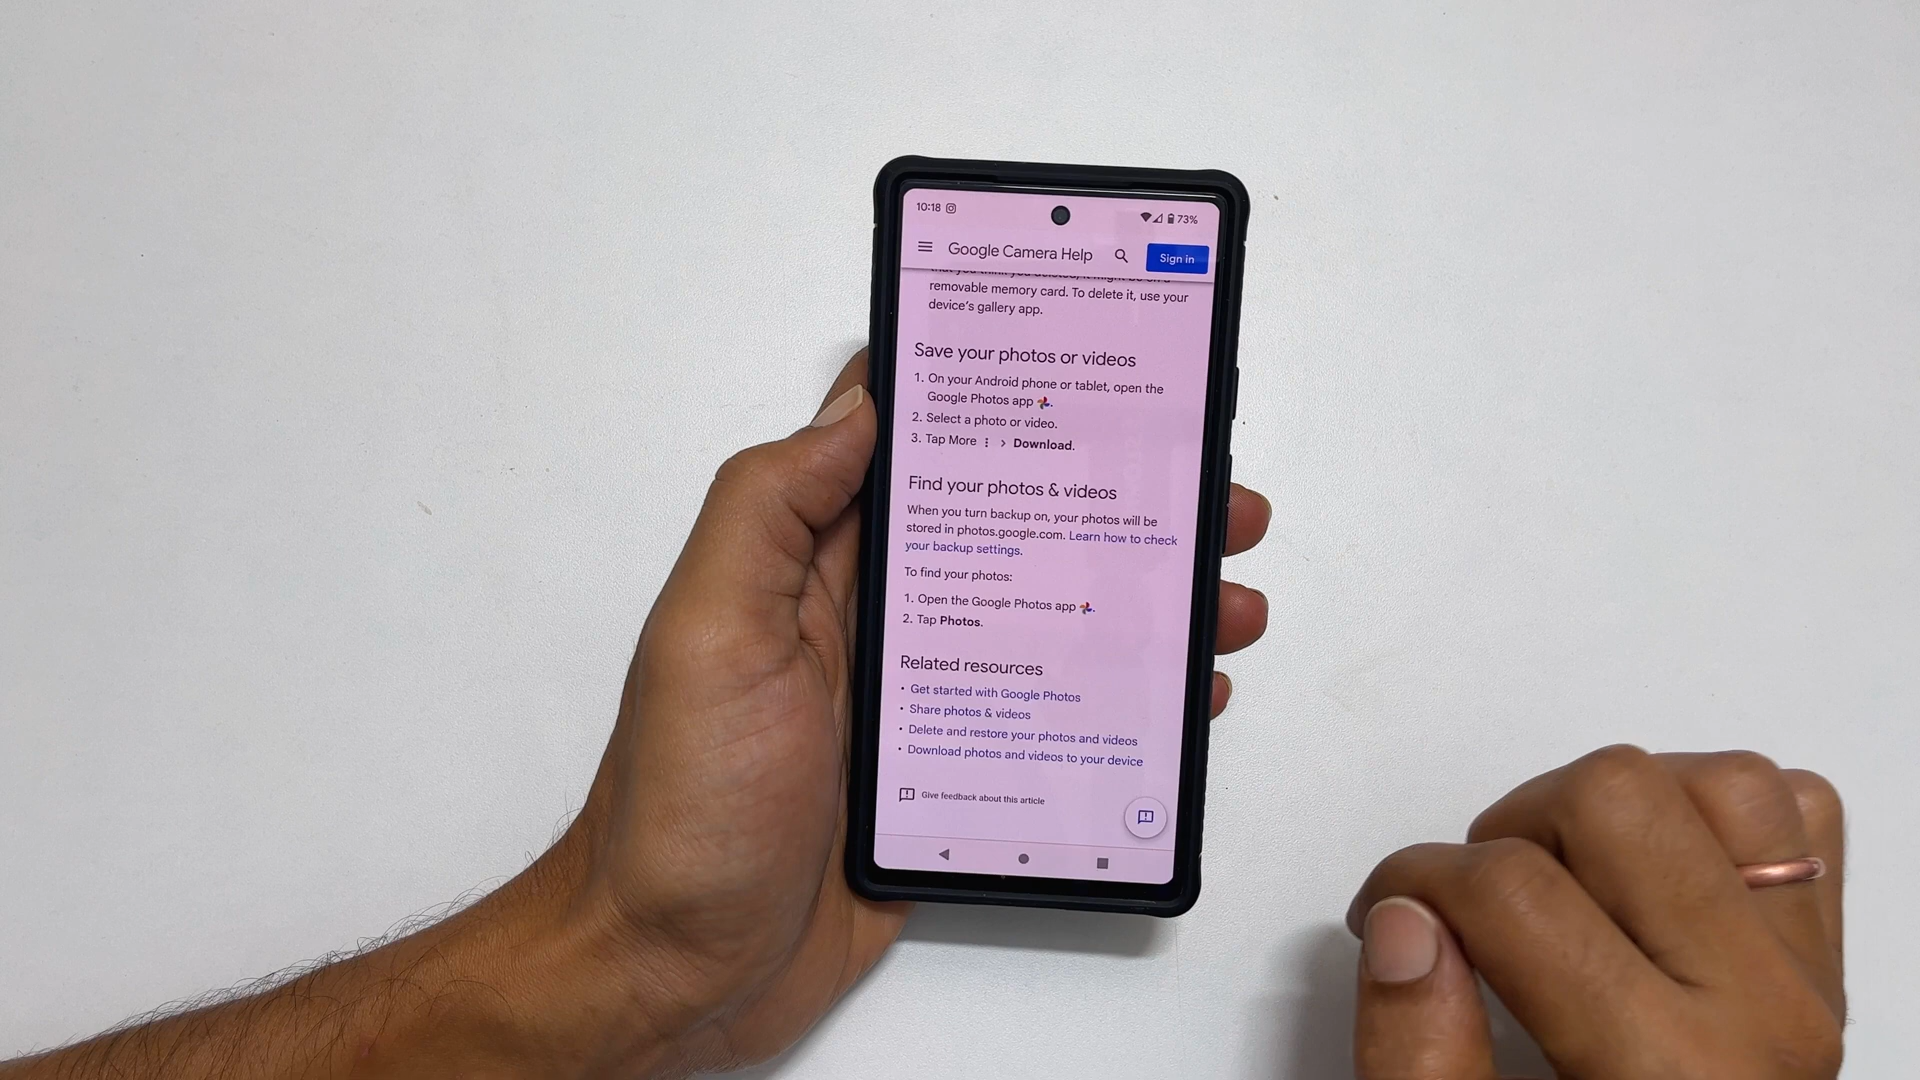 10:18
73%
Google Camera Help
Sign in
removable memory card. To delete it, use your
device's gallery app.
Save your photos or videos
1. On your Android phone or tablet, open the
Google Photos app .
2. Select a photo or video.
3. Tap More ⋮ > Download.
Find your photos & videos
When you turn backup on, your photos will be
stored in photos.google.com. Learn how to check
your backup settings.
To find your photos:
1. Open the Google Photos app .
2. Tap Photos.
Related resources
• Get started with Google Photos
• Share photos & videos
• Delete and restore your photos and videos
• Download photos and videos to your device
Give feedback about this article